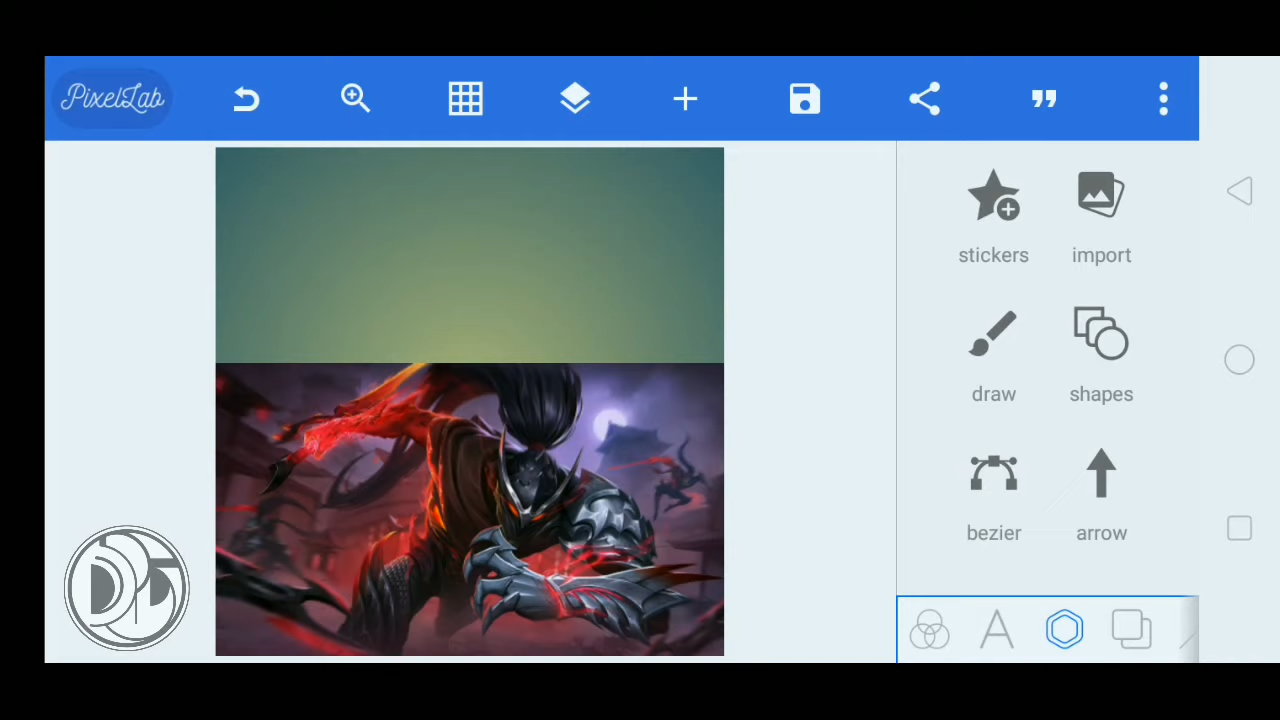 PixelLab
stickers
import
draw
shapes
bezier
arrow